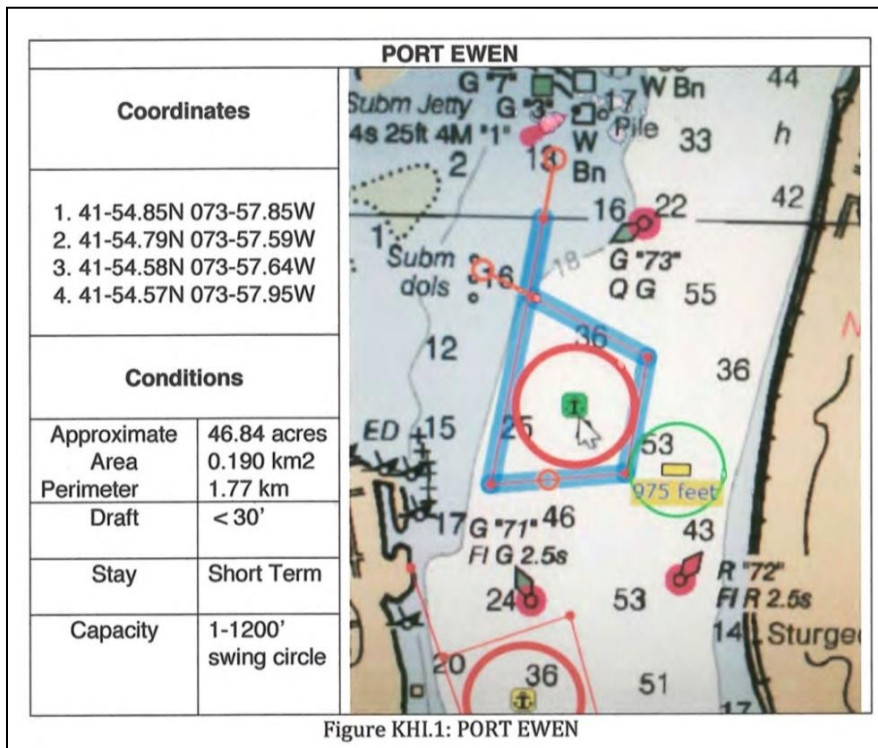 PORT EWEN
Coordinates
1. 41-54.85N 073-57.85W
2. 41-54.79N 073-57.59W
3. 41-54.58N 073-57.64W
4. 41-54.57N 073-57.95W
Conditions
Approximate Area
46.84 acres
0.190 km2
Perimeter
1.77 km
Draft
< 30'
Stay
Short Term
Capacity
1-1200'
swing circle
G "7"
W Bn
44
Subm Jetty
G "3"
17
4s 25ft 4M "1"
W
Pile
33
h
2
13
Bn
42
16
22
1
Subm
dols
16
18
G "73"
Q G
55
12
36
36
ED
15
25
53
975 feet
17
G "71"
46
43
Fl G 2.5s
R "72"
Fl R 2.5s
24
53
14
Sturge
20
36
51
17
Figure KHI.1: PORT EWEN